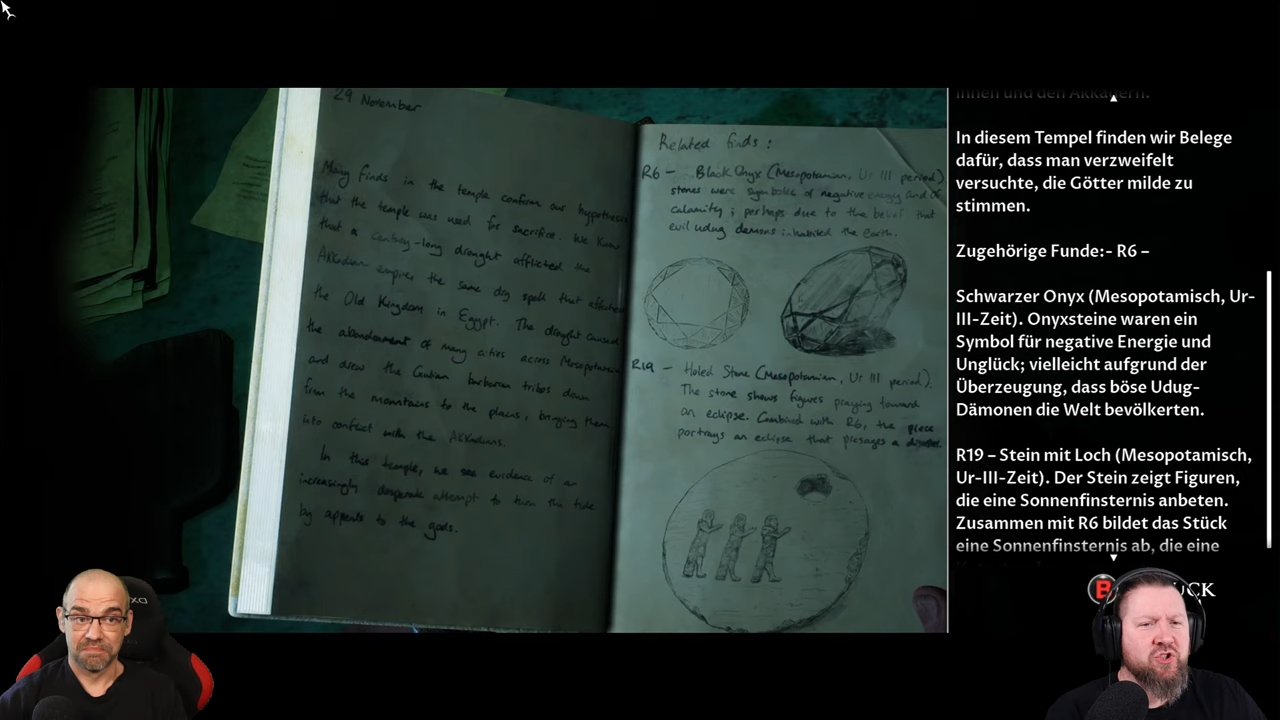 29 November
Many finds in the temple confirm our hypothesis
that the temple was used for sacrifice. We know
that a century-long drought afflicted the
Akkadian empire, the same dry spell that affected
the Old Kingdom in Egypt. The drought caused
the abandonment of many cities across Mesopotamia
and drew the Gutian barbarian tribes down
from the mountains to the plains, bringing them
into conflict with the Akkadians.
In this temple, we see evidence of an
increasingly desperate attempt to turn the tide
by appeals to the gods.
Related finds:
R6 – Black Onyx (Mesopotamian, Ur III period)
stones were symbolic of negative energy and of
calamity; perhaps due to the belief that
evil udug demons inhabited the earth.
R19 – Holed Stone (Mesopotamian, Ur III period).
The stone shows figures praying toward
an eclipse. Combined with R6, the piece
portrays an eclipse that presages a disaster.
innen und den Akkadern.
In diesem Tempel finden wir Belege
dafür, dass man verzweifelt
versuchte, die Götter milde zu
stimmen.
Zugehörige Funde:- R6 –
Schwarzer Onyx (Mesopotamisch, Ur-
III-Zeit). Onyxsteine waren ein
Symbol für negative Energie und
Unglück; vielleicht aufgrund der
Überzeugung, dass böse Udug-
Dämonen die Welt bevölkerten.
R19 – Stein mit Loch (Mesopotamisch,
Ur-III-Zeit). Der Stein zeigt Figuren,
die eine Sonnenfinsternis anbeten.
Zusammen mit R6 bildet das Stück
eine Sonnenfinsternis ab, die eine
B